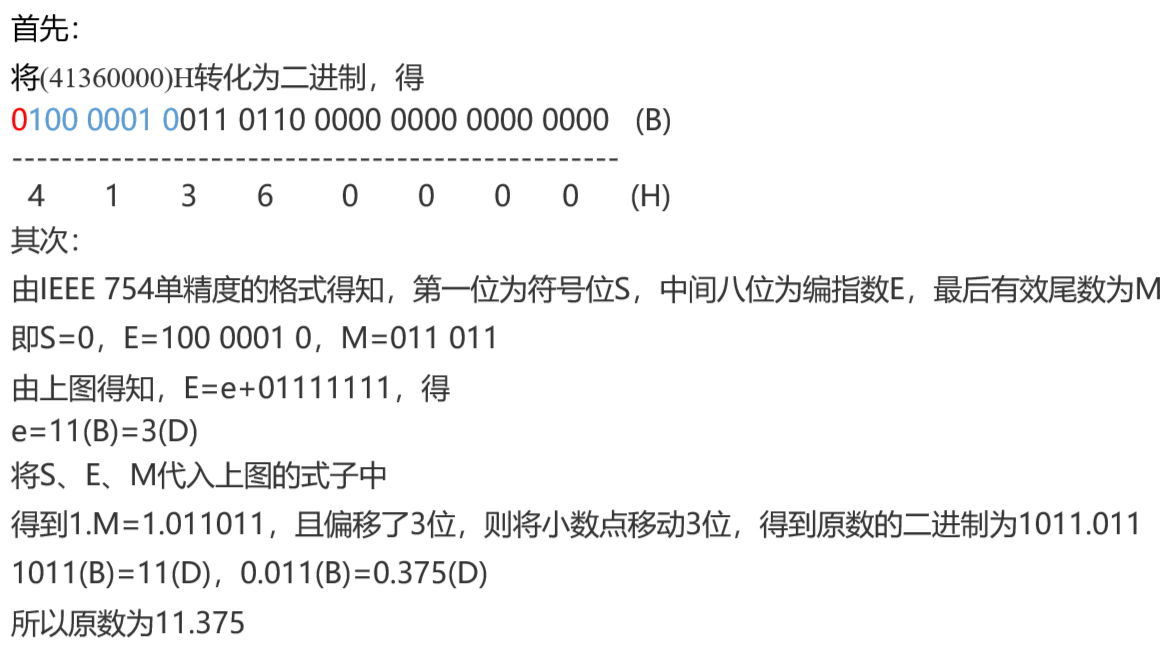 首先：
将(41360000)H转化为二进制，得
0100 0001 0011 0110 0000 0000 0000 0000 (B)
-------------------------------------------------
4 1 3 6 0 0 0 0 (H)
其次：
由IEEE 754单精度的格式得知，第一位为符号位S，中间八位为编指数E，最后有效尾数为M
即S=0，E=100 0001 0，M=011 011
由上图得知，E=e+01111111，得
e=11(B)=3(D)
将S、E、M代入上图的式子中
得到1.M=1.011011，且偏移了3位，则将小数点移动3位，得到原数的二进制为1011.011
1011(B)=11(D)，0.011(B)=0.375(D)
所以原数为11.375